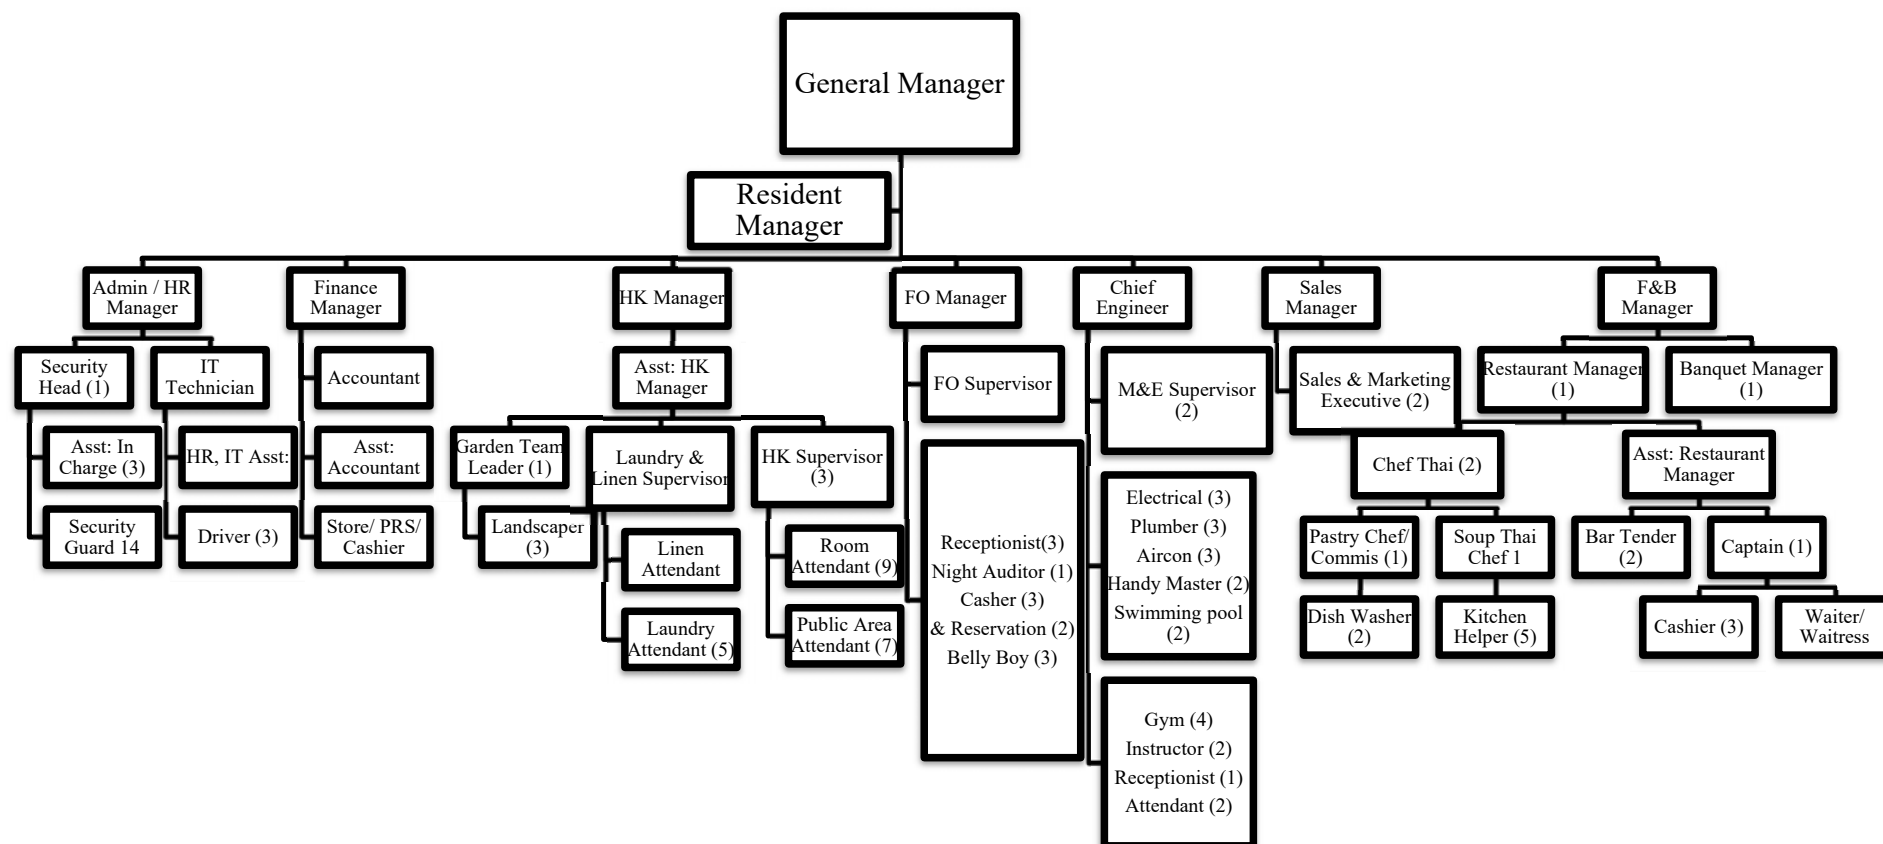 General Manager
Resident
Manager
Admin / HR
Manager
Finance
Manager
HK Manager
FO Manager
Chief
Engineer
Sales
Manager
F&B
Manager
Security
Head (1)
IT
Technician
Accountant
Asst: HK
Manager
FO Supervisor
M&E Supervisor
(2)
Sales & Marketing
Executive (2)
Restaurant Manager
(1)
Banquet Manager
(1)
Asst: In
Charge (3)
HR, IT Asst:
Asst:
Accountant
Garden Team
Leader (1)
Laundry &
Linen Supervisor
HK Supervisor
(3)
Chef Thai (2)
Asst: Restaurant
Manager
Security
Guard 14
Driver (3)
Store/ PRS/
Cashier
Landscaper
(3)
Linen
Attendant
Room
Attendant (9)
Laundry
Attendant (5)
Public Area
Attendant (7)
Receptionist(3)
Night Auditor (1)
Casher (3)
& Reservation (2)
Belly Boy (3)
Electrical (3)
Plumber (3)
Aircon (3)
Handy Master (2)
Swimming pool
(2)
Gym (4)
Instructor (2)
Receptionist (1)
Attendant (2)
Pastry Chef/
Commis (1)
Soup Thai
Chef 1
Bar Tender
(2)
Captain (1)
Dish Washer
(2)
Kitchen
Helper (5)
Cashier (3)
Waiter/
Waitress